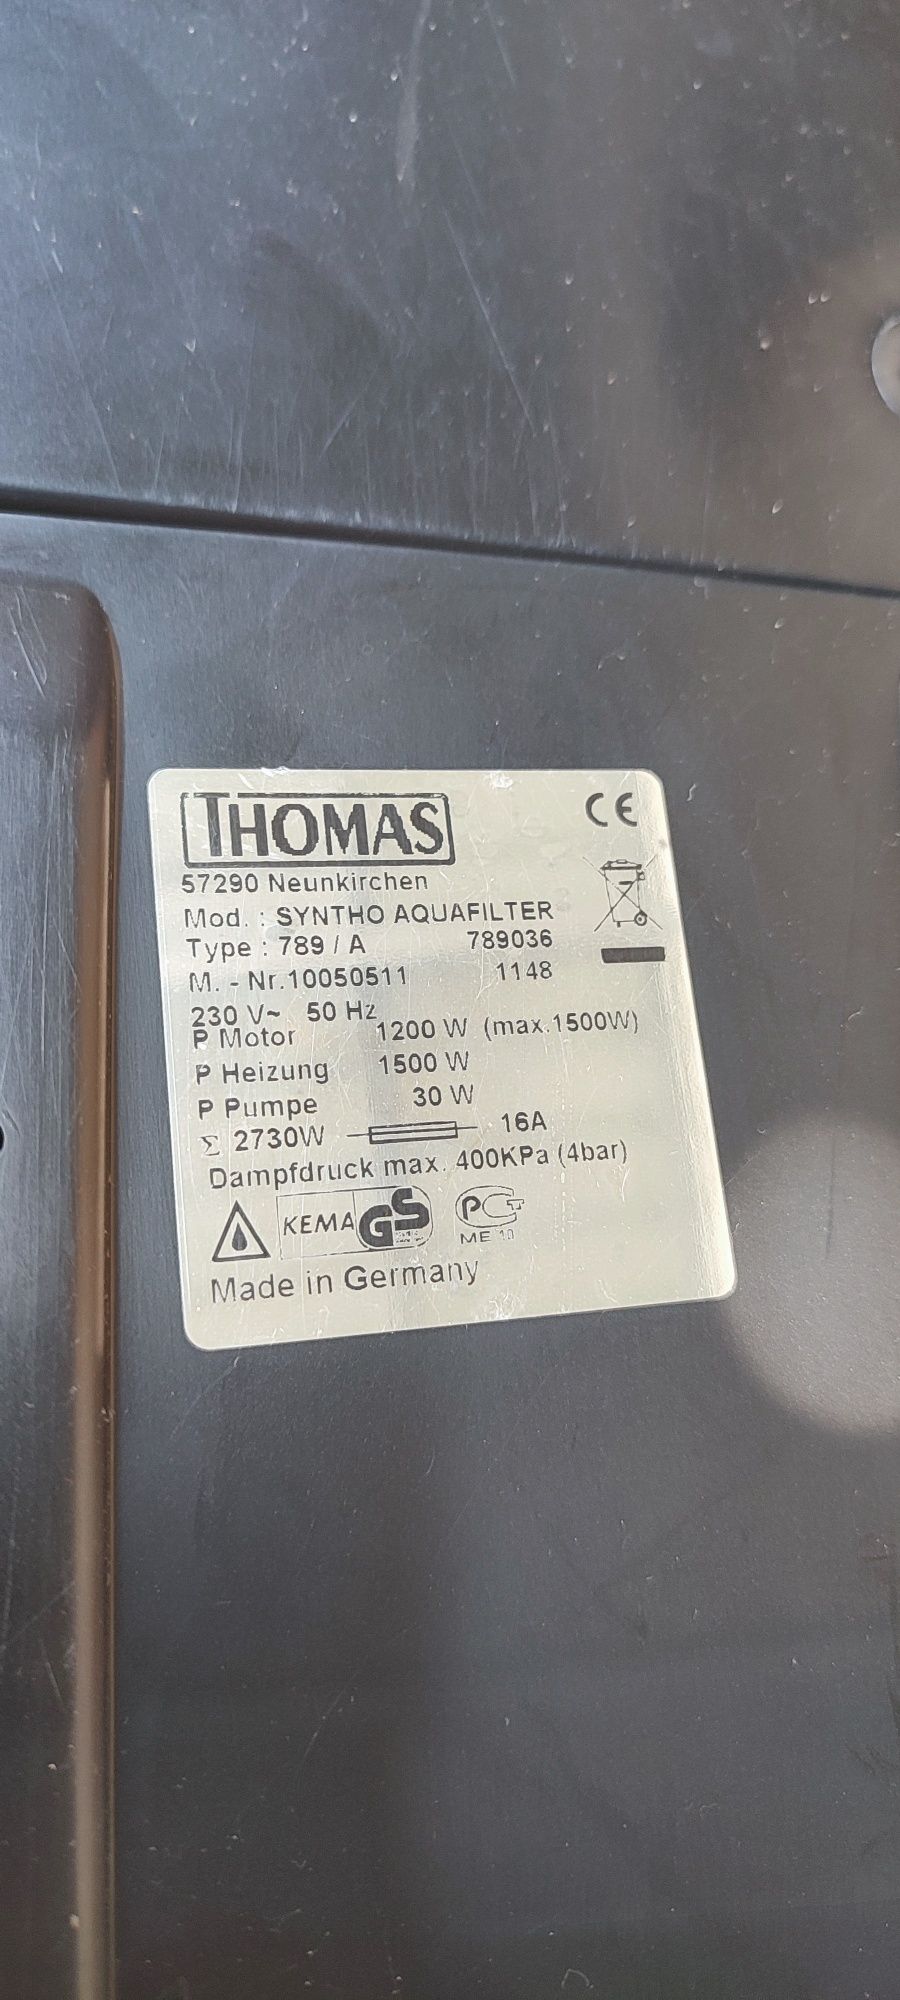 THOMAS
CE
57290 Neunkirchen
Mod. : SYNTHO AQUAFILTER
Type : 789 / A 789036
M. - Nr.10050511 1148
230 V~ 50 Hz
P Motor 1200 W (max.1500W)
P Heizung 1500 W
P Pumpe 30 W
Σ 2730W 16A
Dampfdruck max. 400KPa (4bar)
KEMA GS PCT
ME 10
Made in Germany